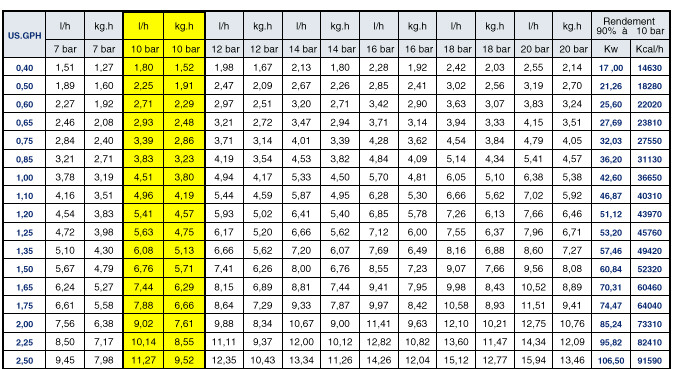 US.GPH l/h kg.h l/h kg.h l/h kg.h l/h kg.h l/h kg.h l/h kg.h l/h kg.h Rendement
90% à 10 bar
7 bar 7 bar 10 bar 10 bar 12 bar 12 bar 14 bar 14 bar 16 bar 16 bar 18 bar 18 bar 20 bar 20 bar Kw Kcal/h
0,40 1,51 1,27 1,80 1,52 1,98 1,67 2,13 1,80 2,28 1,92 2,42 2,03 2,55 2,14 17 ,00 14630
0,50 1,89 1,60 2,25 1,91 2,47 2,09 2,67 2,26 2,85 2,41 3,02 2,56 3,19 2,70 21,26 18280
0,60 2,27 1,92 2,71 2,29 2,97 2,51 3,20 2,71 3,42 2,90 3,63 3,07 3,83 3,24 25,60 22020
0,65 2,46 2,08 2,93 2,48 3,21 2,72 3,47 2,94 3,71 3,14 3,94 3,33 4,15 3,51 27,69 23810
0,75 2,84 2,40 3,39 2,86 3,71 3,14 4,01 3,39 4,28 3,62 4,54 3,84 4,79 4,05 32,03 27550
0,85 3,21 2,71 3,83 3,23 4,19 3,54 4,53 3,82 4,84 4,09 5,14 4,34 5,41 4,57 36,20 31130
1,00 3,78 3,19 4,51 3,80 4,94 4,17 5,33 4,50 5,70 4,81 6,05 5,10 6,38 5,38 42,60 36650
1,10 4,16 3,51 4,96 4,19 5,44 4,59 5,87 4,95 6,28 5,30 6,66 5,62 7,02 5,92 46,87 40310
1,20 4,54 3,83 5,41 4,57 5,93 5,02 6,41 5,40 6,85 5,78 7,26 6,13 7,66 6,46 51,12 43970
1,25 4,72 3,98 5,63 4,75 6,17 5,20 6,66 5,62 7,12 6,00 7,55 6,37 7,96 6,71 53,20 45760
1,35 5,10 4,30 6,08 5,13 6,66 5,62 7,20 6,07 7,69 6,49 8,16 6,88 8,60 7,27 57,46 49420
1,50 5,67 4,79 6,76 5,71 7,41 6,26 8,00 6,76 8,55 7,23 9,07 7,66 9,56 8,08 60,84 52320
1,65 6,24 5,27 7,44 6,29 8,15 6,89 8,81 7,44 9,41 7,95 9,98 8,43 10,52 8,89 70,31 60460
1,75 6,61 5,58 7,88 6,66 8,64 7,29 9,33 7,87 9,97 8,42 10,58 8,93 11,51 9,41 74,47 64040
2,00 7,56 6,38 9,02 7,61 9,88 8,34 10,67 9,00 11,41 9,63 12,10 10,21 12,75 10,76 85,24 73310
2,25 8,50 7,17 10,14 8,55 11,11 9,37 12,00 10,12 12,82 10,82 13,60 11,47 14,34 12,09 95,82 82410
2,50 9,45 7,98 11,27 9,52 12,35 10,43 13,34 11,26 14,26 12,04 15,12 12,77 15,94 13,46 106,50 91590